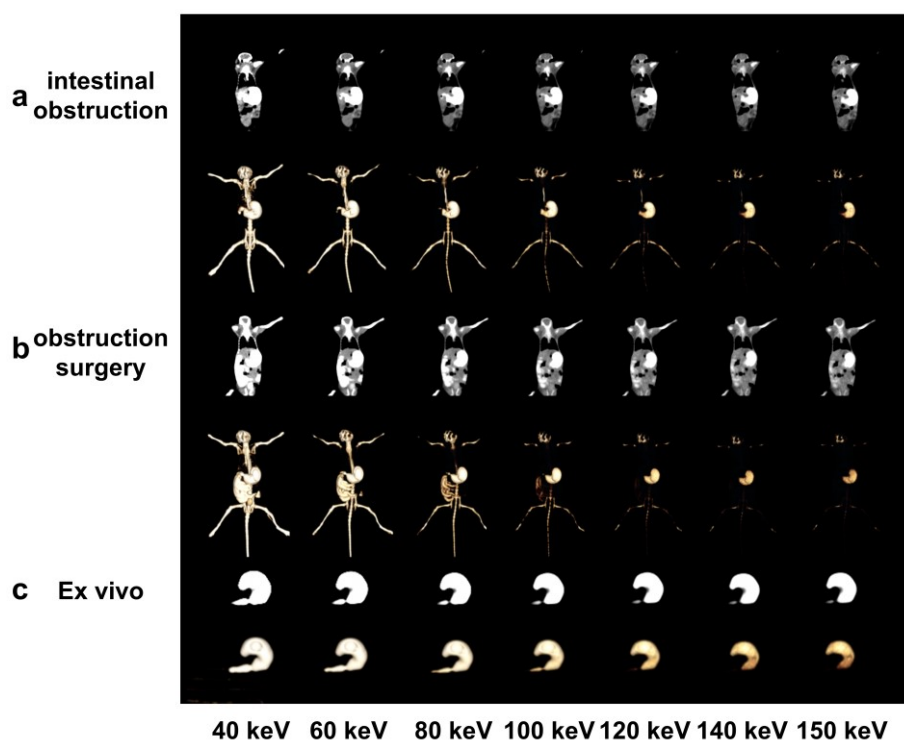 a intestinal
obstruction
b obstruction
surgery
c Ex vivo
40 keV 60 keV 80 keV 100 keV 120 keV 140 keV 150 keV